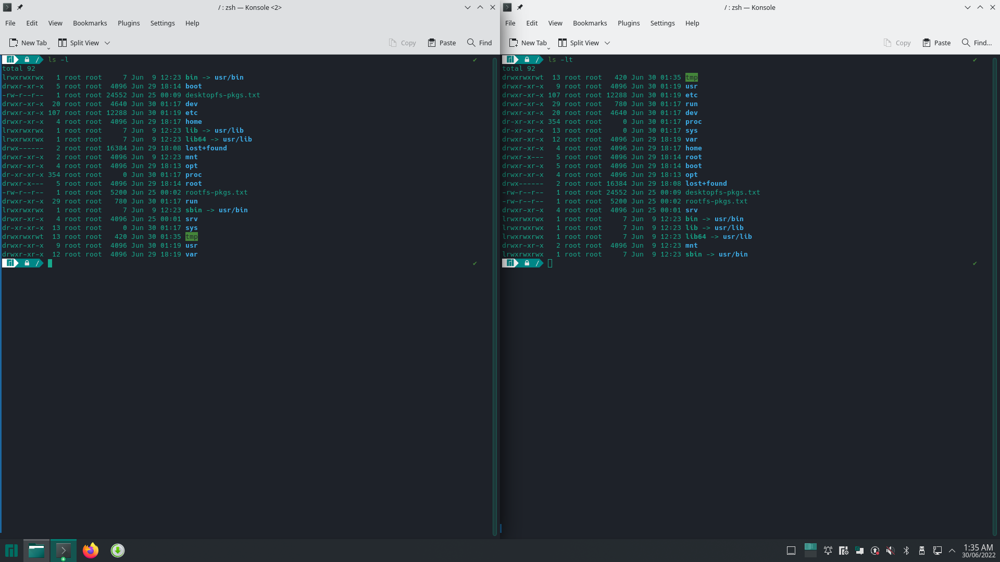 / : zsh — Konsole <2>
File Edit View Bookmarks Plugins Settings Help
New Tab Split View Copy Paste Find
/ ls -l ✔
total 92
lrwxrwxrwx   1 root root     7 Jun  9 12:23 bin -> usr/bin
drwxr-xr-x   5 root root  4096 Jun 29 18:14 boot
-rw-r--r--   1 root root 24552 Jun 25 00:09 desktopfs-pkgs.txt
drwxr-xr-x  20 root root  4640 Jun 30 01:17 dev
drwxr-xr-x 107 root root 12288 Jun 30 01:19 etc
drwxr-xr-x   4 root root  4096 Jun 29 18:17 home
lrwxrwxrwx   1 root root     7 Jun  9 12:23 lib -> usr/lib
lrwxrwxrwx   1 root root     7 Jun  9 12:23 lib64 -> usr/lib
drwx------   2 root root 16384 Jun 29 18:08 lost+found
drwxr-xr-x   2 root root  4096 Jun  9 12:23 mnt
drwxr-xr-x   4 root root  4096 Jun 29 18:13 opt
dr-xr-xr-x 354 root root     0 Jun 30 01:17 proc
drwxr-x---   5 root root  4096 Jun 29 18:14 root
-rw-r--r--   1 root root  5200 Jun 25 00:02 rootfs-pkgs.txt
drwxr-xr-x  29 root root   780 Jun 30 01:17 run
lrwxrwxrwx   1 root root     7 Jun  9 12:23 sbin -> usr/bin
drwxr-xr-x   4 root root  4096 Jun 25 00:01 srv
dr-xr-xr-x  13 root root     0 Jun 30 01:17 sys
drwxrwxrwt  13 root root   420 Jun 30 01:35 tmp
drwxr-xr-x   9 root root  4096 Jun 30 01:19 usr
drwxr-xr-x  12 root root  4096 Jun 29 18:19 var
/ ✔
/ : zsh — Konsole
File Edit View Bookmarks Plugins Settings Help
New Tab Split View Copy Paste Find...
/ ls -lt ✔
total 92
drwxrwxrwt  13 root root   420 Jun 30 01:35 tmp
drwxr-xr-x   9 root root  4096 Jun 30 01:19 usr
drwxr-xr-x 107 root root 12288 Jun 30 01:19 etc
drwxr-xr-x  29 root root   780 Jun 30 01:17 run
drwxr-xr-x  20 root root  4640 Jun 30 01:17 dev
dr-xr-xr-x 354 root root     0 Jun 30 01:17 proc
dr-xr-xr-x  13 root root     0 Jun 30 01:17 sys
drwxr-xr-x  12 root root  4096 Jun 29 18:19 var
drwxr-xr-x   4 root root  4096 Jun 29 18:17 home
drwxr-x---   5 root root  4096 Jun 29 18:14 root
drwxr-xr-x   5 root root  4096 Jun 29 18:14 boot
drwxr-xr-x   4 root root  4096 Jun 29 18:13 opt
drwx------   2 root root 16384 Jun 29 18:08 lost+found
-rw-r--r--   1 root root 24552 Jun 25 00:09 desktopfs-pkgs.txt
-rw-r--r--   1 root root  5200 Jun 25 00:02 rootfs-pkgs.txt
drwxr-xr-x   4 root root  4096 Jun 25 00:01 srv
lrwxrwxrwx   1 root root     7 Jun  9 12:23 bin -> usr/bin
lrwxrwxrwx   1 root root     7 Jun  9 12:23 lib -> usr/lib
lrwxrwxrwx   1 root root     7 Jun  9 12:23 lib64 -> usr/lib
drwxr-xr-x   2 root root  4096 Jun  9 12:23 mnt
lrwxrwxrwx   1 root root     7 Jun  9 12:23 sbin -> usr/bin
/ ✔
1:35 AM
30/06/2022